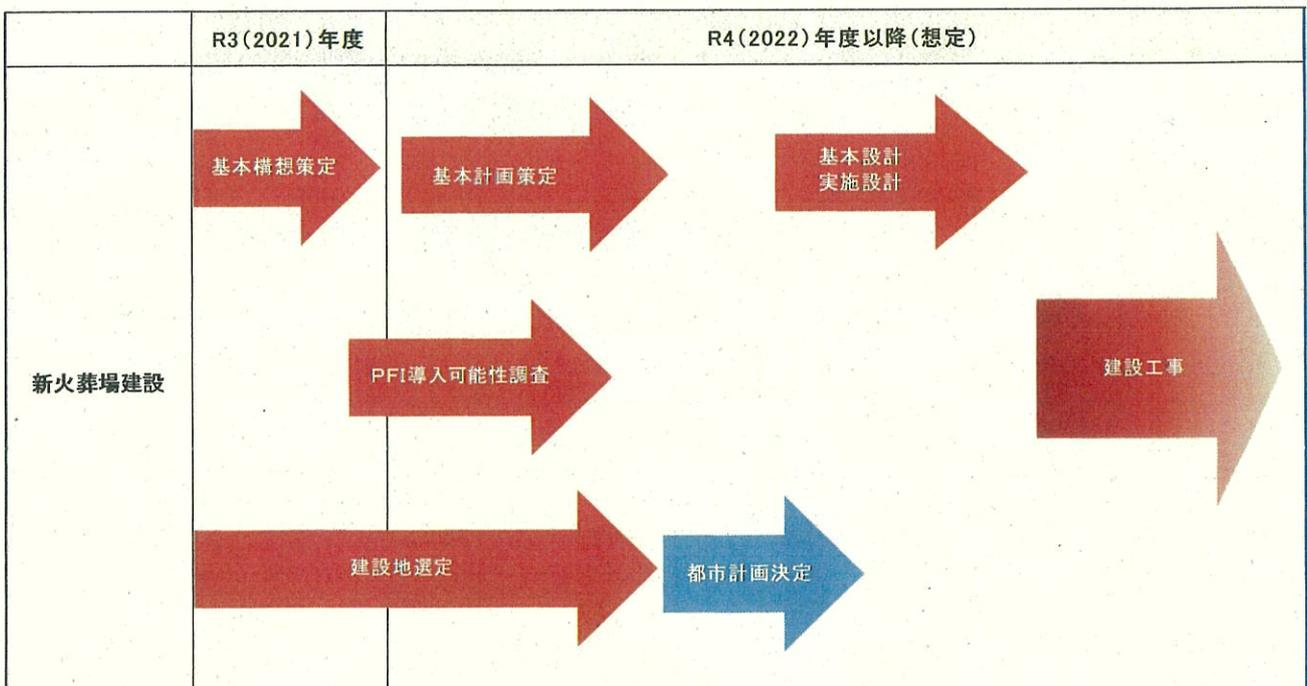 R3(2021)年度
R4(2022)年度以降(想定)
基本構想策定
基本計画策定
基本設計
実施設計
新火葬場建設
PFI導入可能性調査
建設工事
建設地選定
都市計画決定